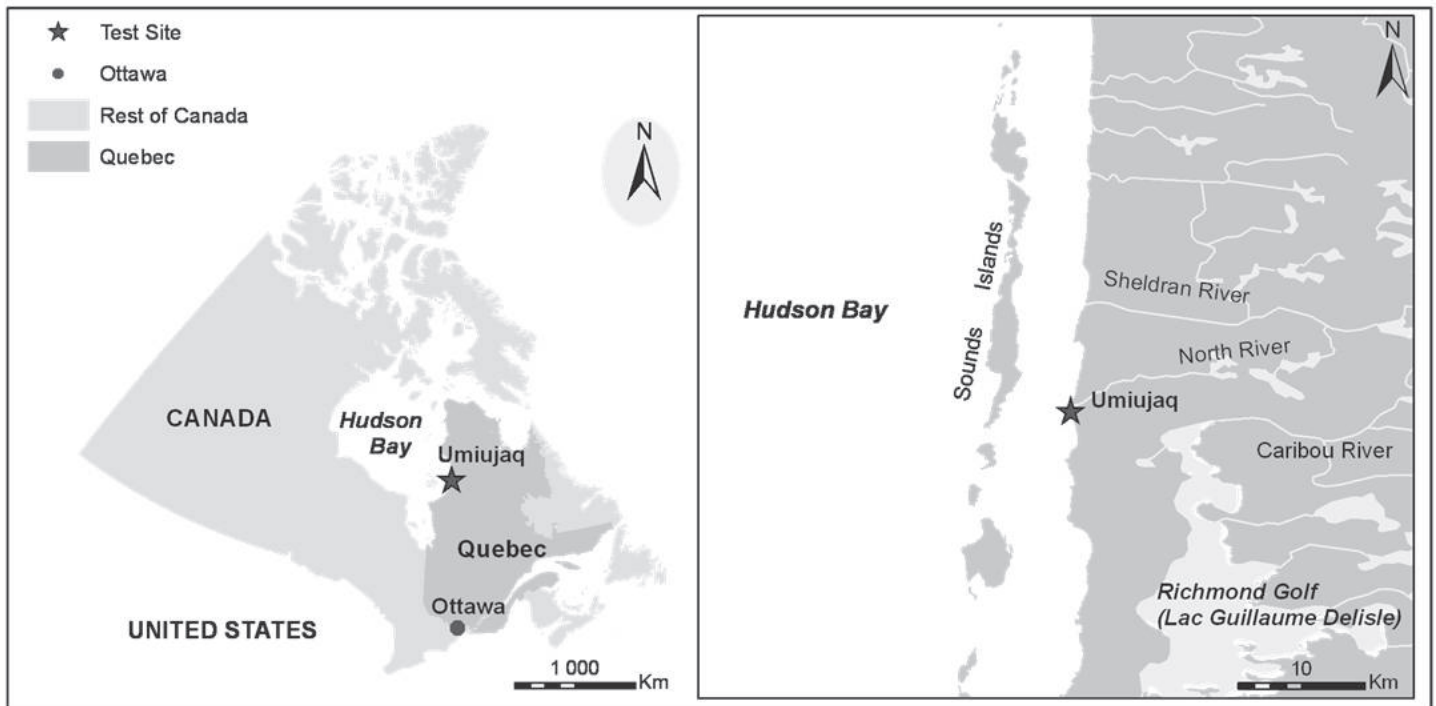 Test Site
Ottawa
Rest of Canada
Quebec
N
CANADA
Hudson
Bay
Umiujaq
Quebec
Ottawa
UNITED STATES
1 000
Km
N
Hudson Bay
Sounds Islands
Sheldran River
North River
Umiujaq
Caribou River
Richmond Golf
(Lac Guillaume Delisle)
10
Km